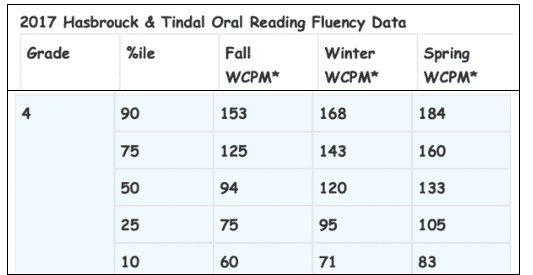 2017 Hasbrouck & Tindal Oral Reading Fluency Data
Grade %ile Fall WCPM* Winter WCPM* Spring WCPM*
4 90 153 168 184
75 125 143 160
50 94 120 133
25 75 95 105
10 60 71 83